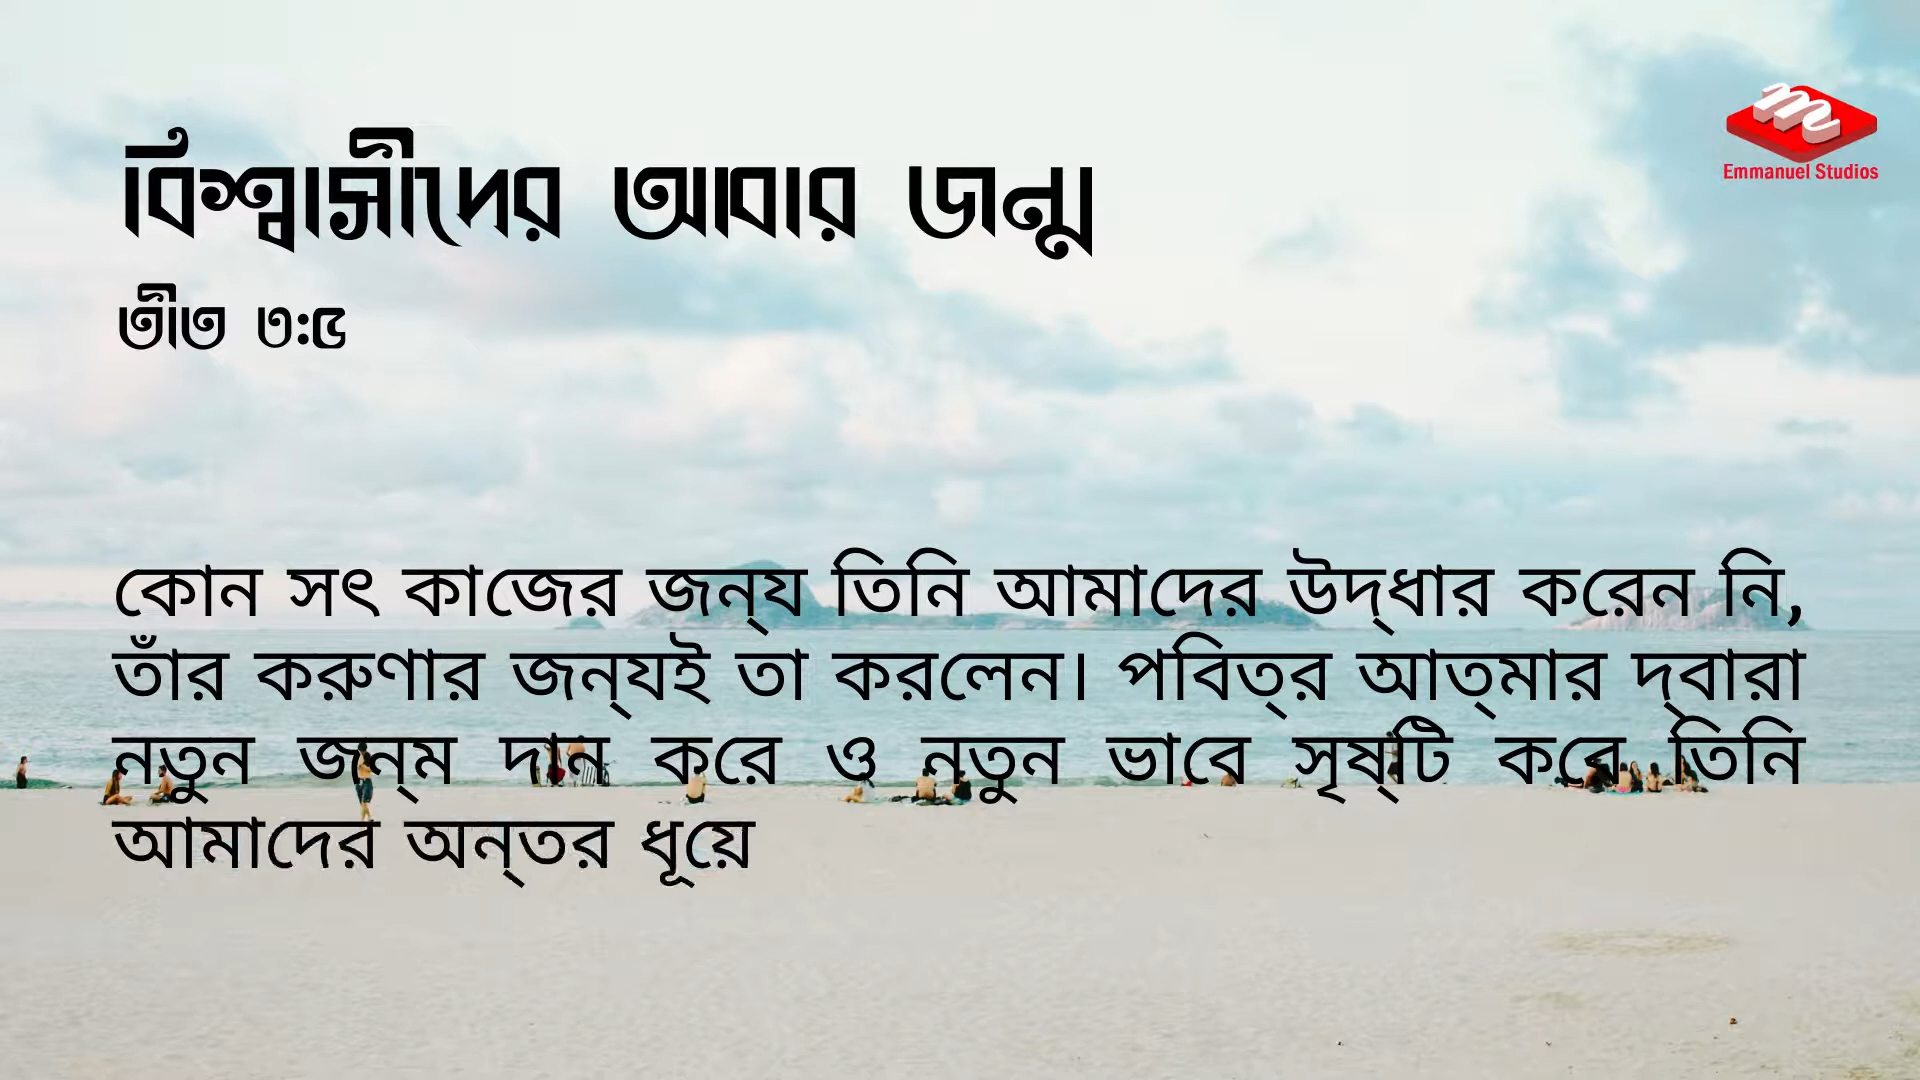 বিশ্বাসীদের আবার জন্ম
Emmanuel Studios
তীত ৩:৫
কোন সৎ কাজের জন্য তিনি আমাদের উদ্ধার করেন নি,
তাঁর করুণার জন্যই তা করলেন। পবিত্র আত্মার দ্বারা
নতুন জন্ম দান করে ও নতুন ভাবে সৃষ্টি করে তিনি
আমাদের অন্তর ধূয়ে